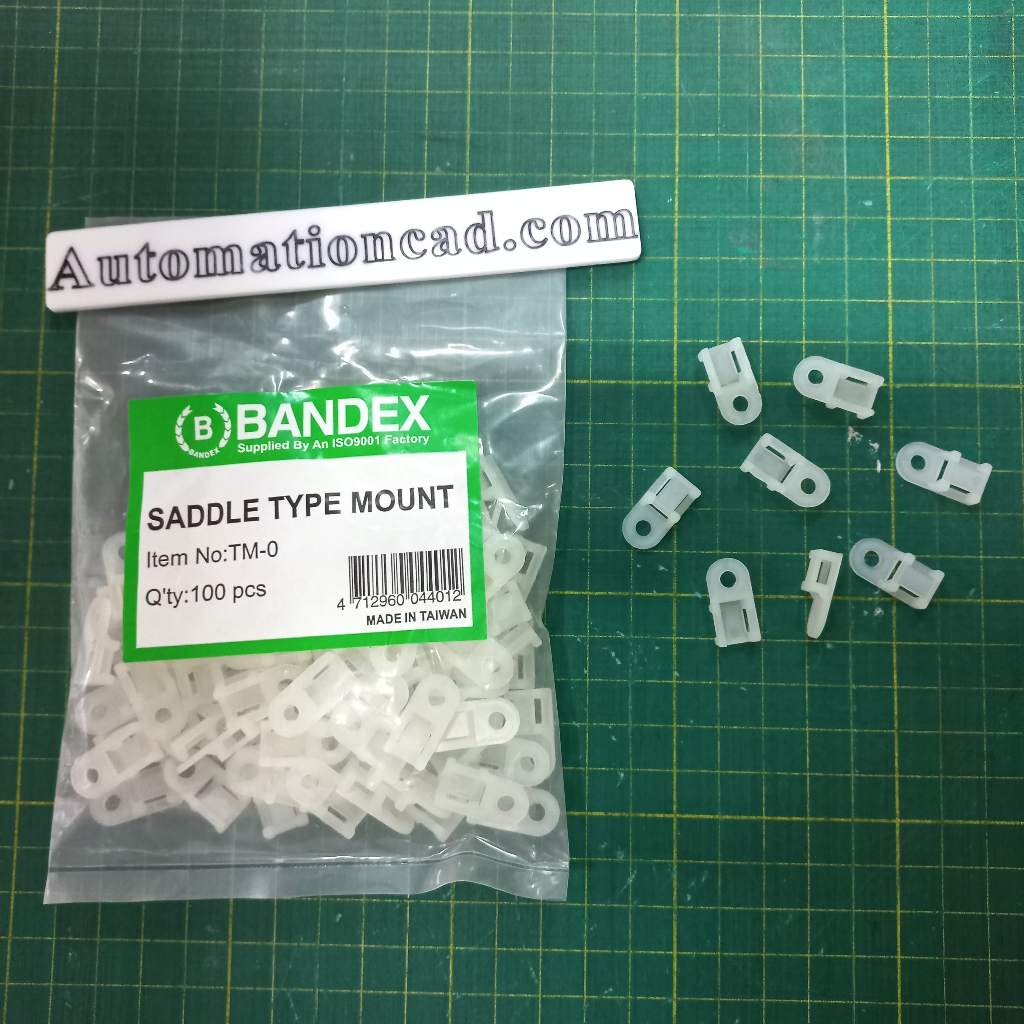 Automationcad.com
B
BANDEX
BANDEX
Supplied By An ISO9001 Factory
SADDLE TYPE MOUNT
Item No:TM-0
Q'ty:100 pcs
4 712960 044012
MADE IN TAIWAN